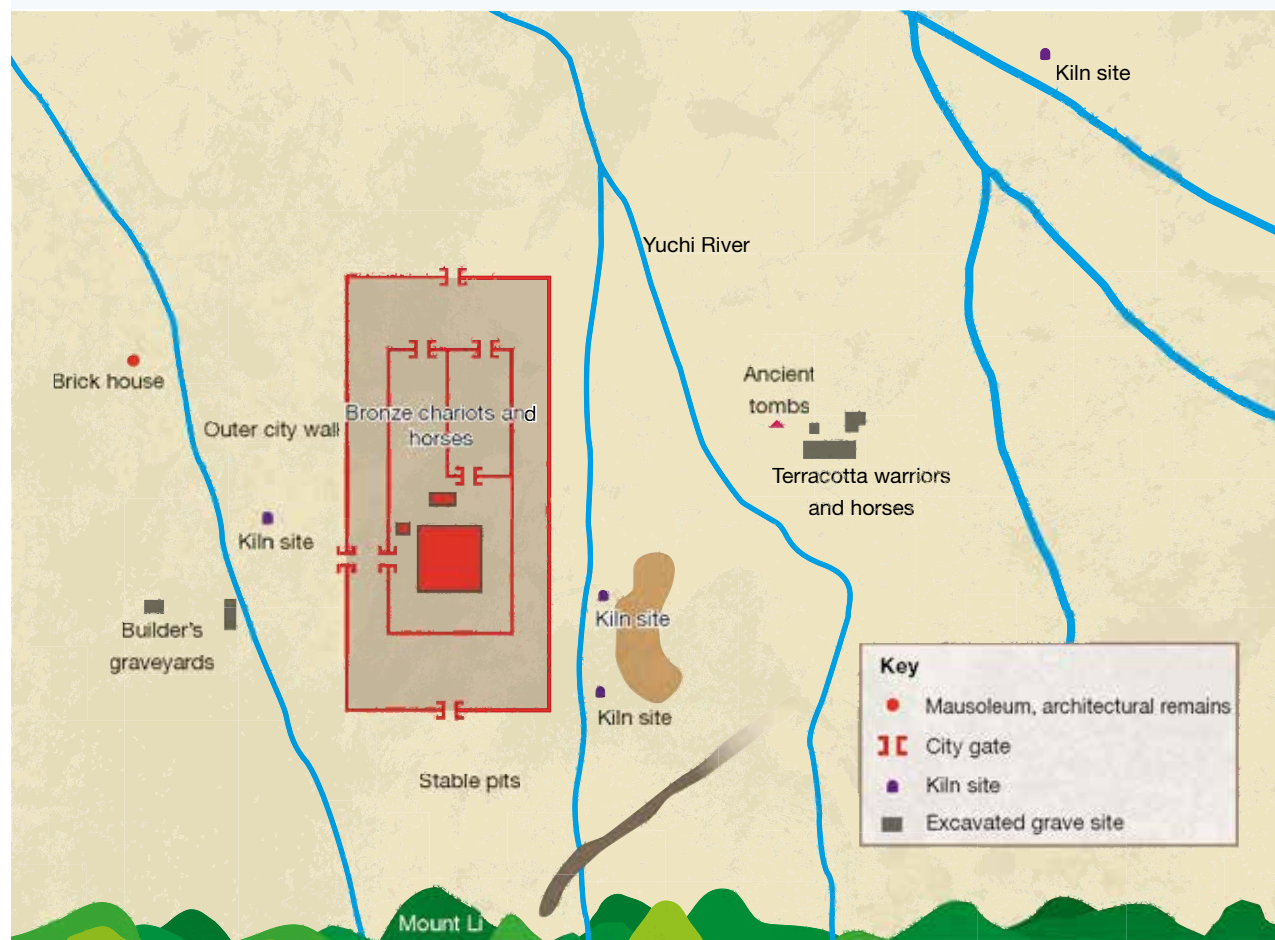 Kiln site
Yuchi River
Brick house
Ancient
tombs
Outer city wall
Bronze chariots and
horses
Terracotta warriors
and horses
Kiln site
Kiln site
Builder's
graveyards
Kiln site
Stable pits
Mount Li
Key
Mausoleum, architectural remains
City gate
Kiln site
Excavated grave site